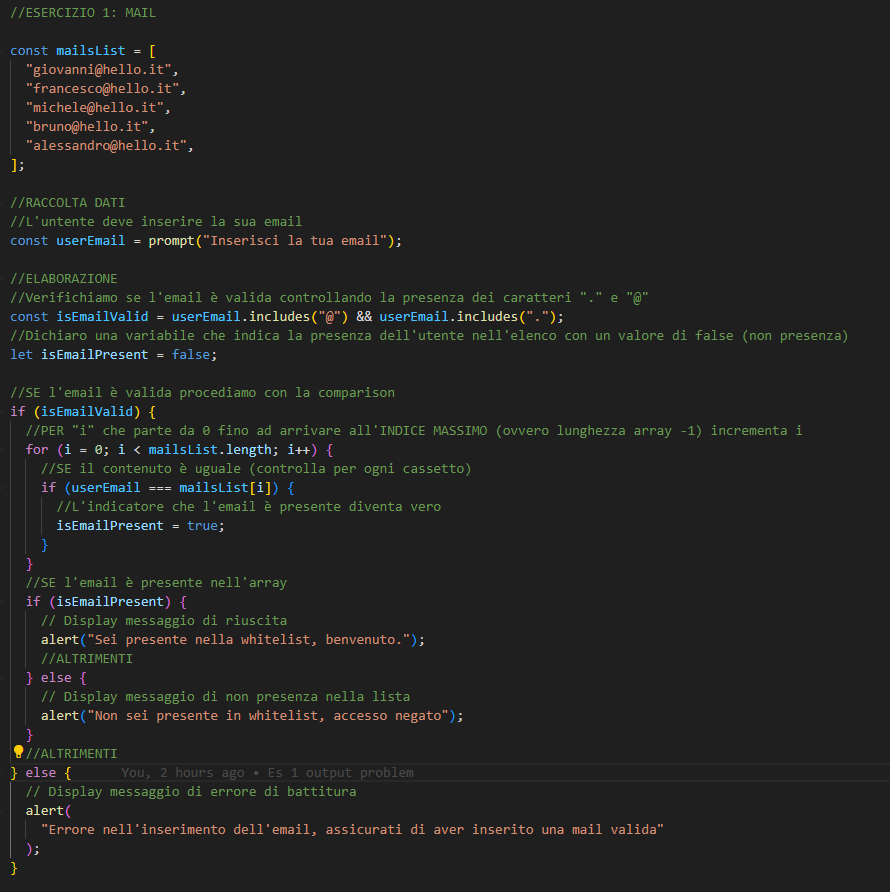 //ESERCIZIO 1: MAIL
const mailsList = [
"giovanni@hello.it",
"francesco@hello.it",
"michele@hello.it",
"bruno@hello.it",
"alessandro@hello.it",
];
//RACCOLTA DATI
//L'untente deve inserire la sua email
const userEmail = prompt("Inserisci la tua email");
//ELABORAZIONE
//Verifichiamo se l'email è valida controllando la presenza dei caratteri "." e "@"
const isEmailValid = userEmail.includes("@") && userEmail.includes(".");
//Dichiaro una variabile che indica la presenza dell'utente nell'elenco con un valore di false (non presenza)
let isEmailPresent = false;
//SE l'email è valida procediamo con la comparison
if (isEmailValid) {
//PER "i" che parte da 0 fino ad arrivare all'INDICE MASSIMO (ovvero lunghezza array -1) incrementa i
for (i = 0; i < mailsList.length; i++) {
//SE il contenuto è uguale (controlla per ogni cassetto)
if (userEmail === mailsList[i]) {
//L'indicatore che l'email è presente diventa vero
isEmailPresent = true;
}
}
//SE l'email è presente nell'array
if (isEmailPresent) {
// Display messaggio di riuscita
alert("Sei presente nella whitelist, benvenuto.");
//ALTRIMENTI
} else {
// Display messaggio di non presenza nella lista
alert("Non sei presente in whitelist, accesso negato");
}
//ALTRIMENTI
} else { You, 2 hours ago • Es 1 output problem
// Display messaggio di errore di battitura
alert(
"Errore nell'inserimento dell'email, assicurati di aver inserito una mail valida"
);
}